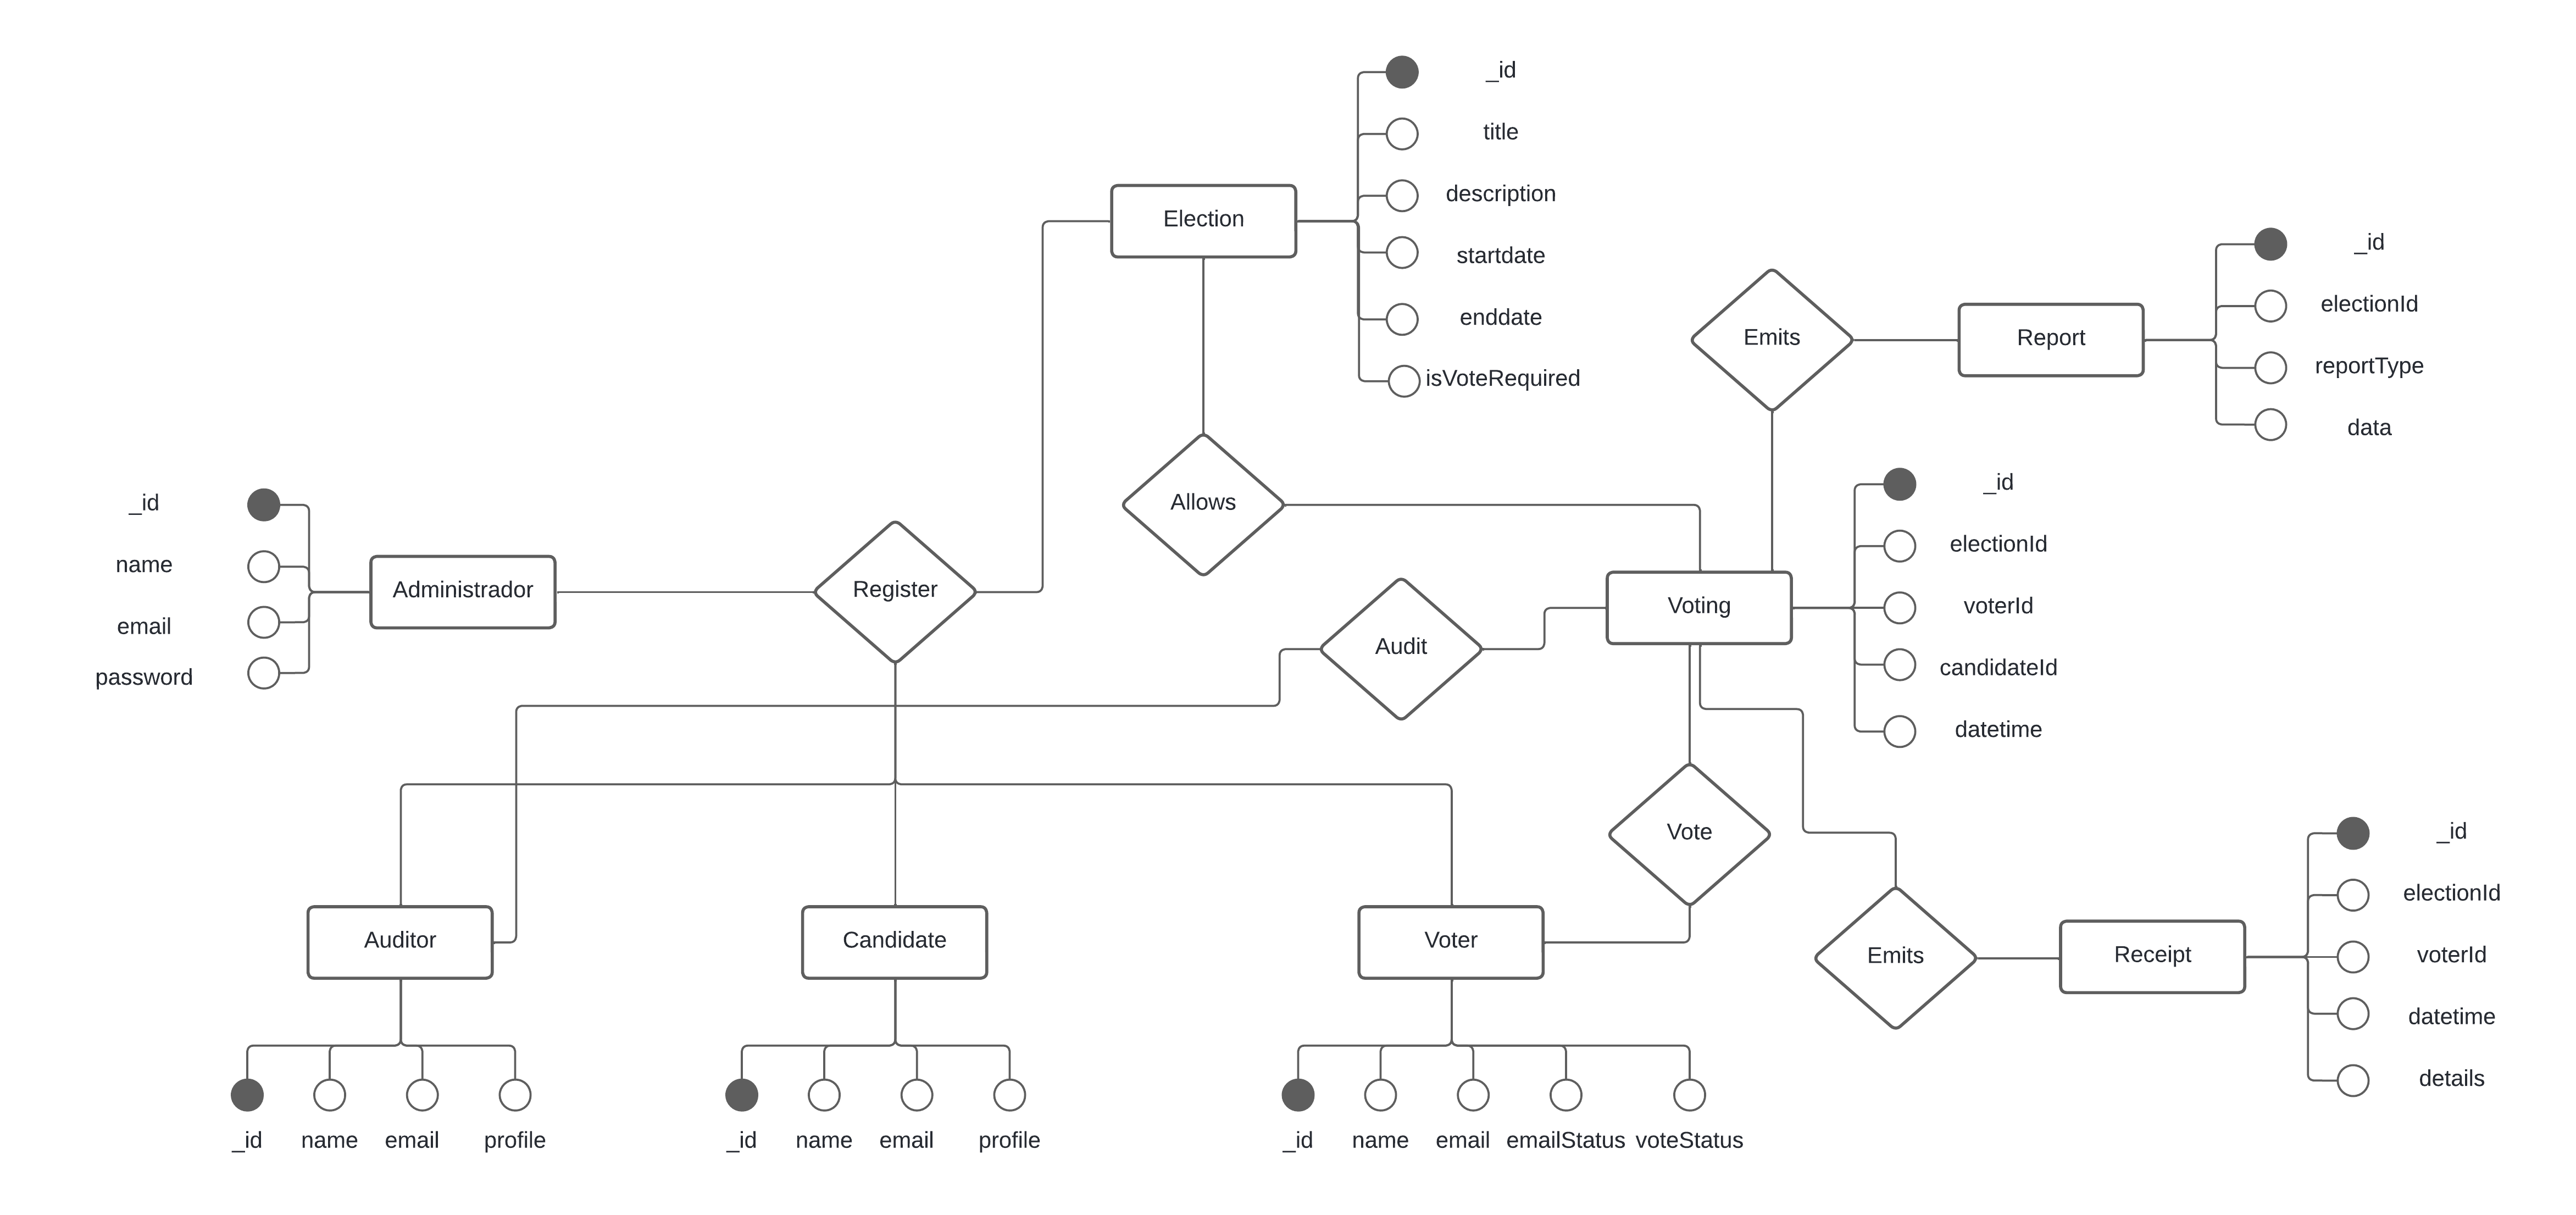 _id
title
description
startdate
enddate
isVoteRequired
Election
Emits
Report
_id
electionId
reportType
data
Allows
_id
name
email
password
Administrador
Register
Audit
Voting
_id
electionId
voterId
candidateId
datetime
Vote
Auditor
Candidate
Voter
Emits
Receipt
_id
electionId
voterId
datetime
details
_id name email profile
_id name email profile
_id name email emailStatus voteStatus